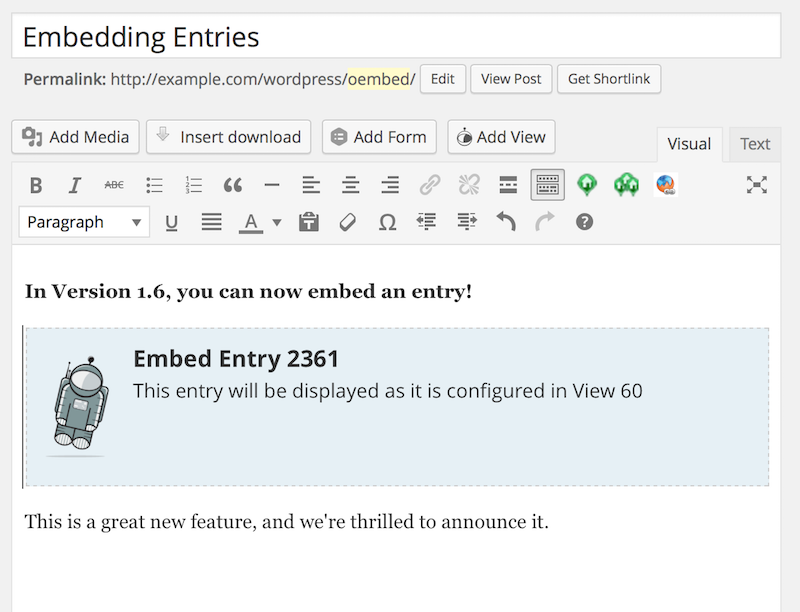 Embedding Entries
Permalink: http://example.com/wordpress/oembed/ Edit View Post Get Shortlink
Add Media Insert download Add Form Add View Visual Text
B I ABC
Paragraph U A Ω ?
In Version 1.6, you can now embed an entry!
Embed Entry 2361
This entry will be displayed as it is configured in View 60
This is a great new feature, and we're thrilled to announce it.